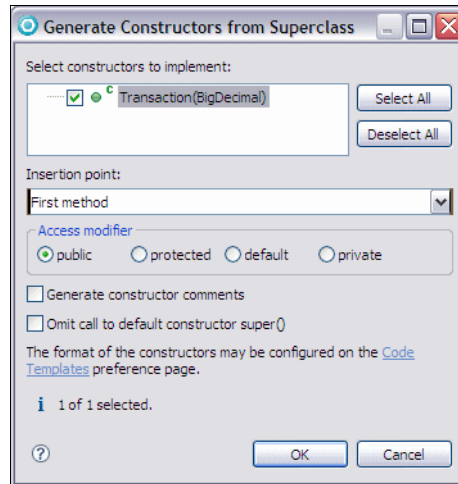 Generate Constructors from Superclass
Select constructors to implement:
C Transaction(BigDecimal)
Select All
Deselect All
Insertion point:
First method
Access modifier
public protected default private
Generate constructor comments
Omit call to default constructor super()
The format of the constructors may be configured on the Code
Templates preference page.
i 1 of 1 selected.
? OK Cancel